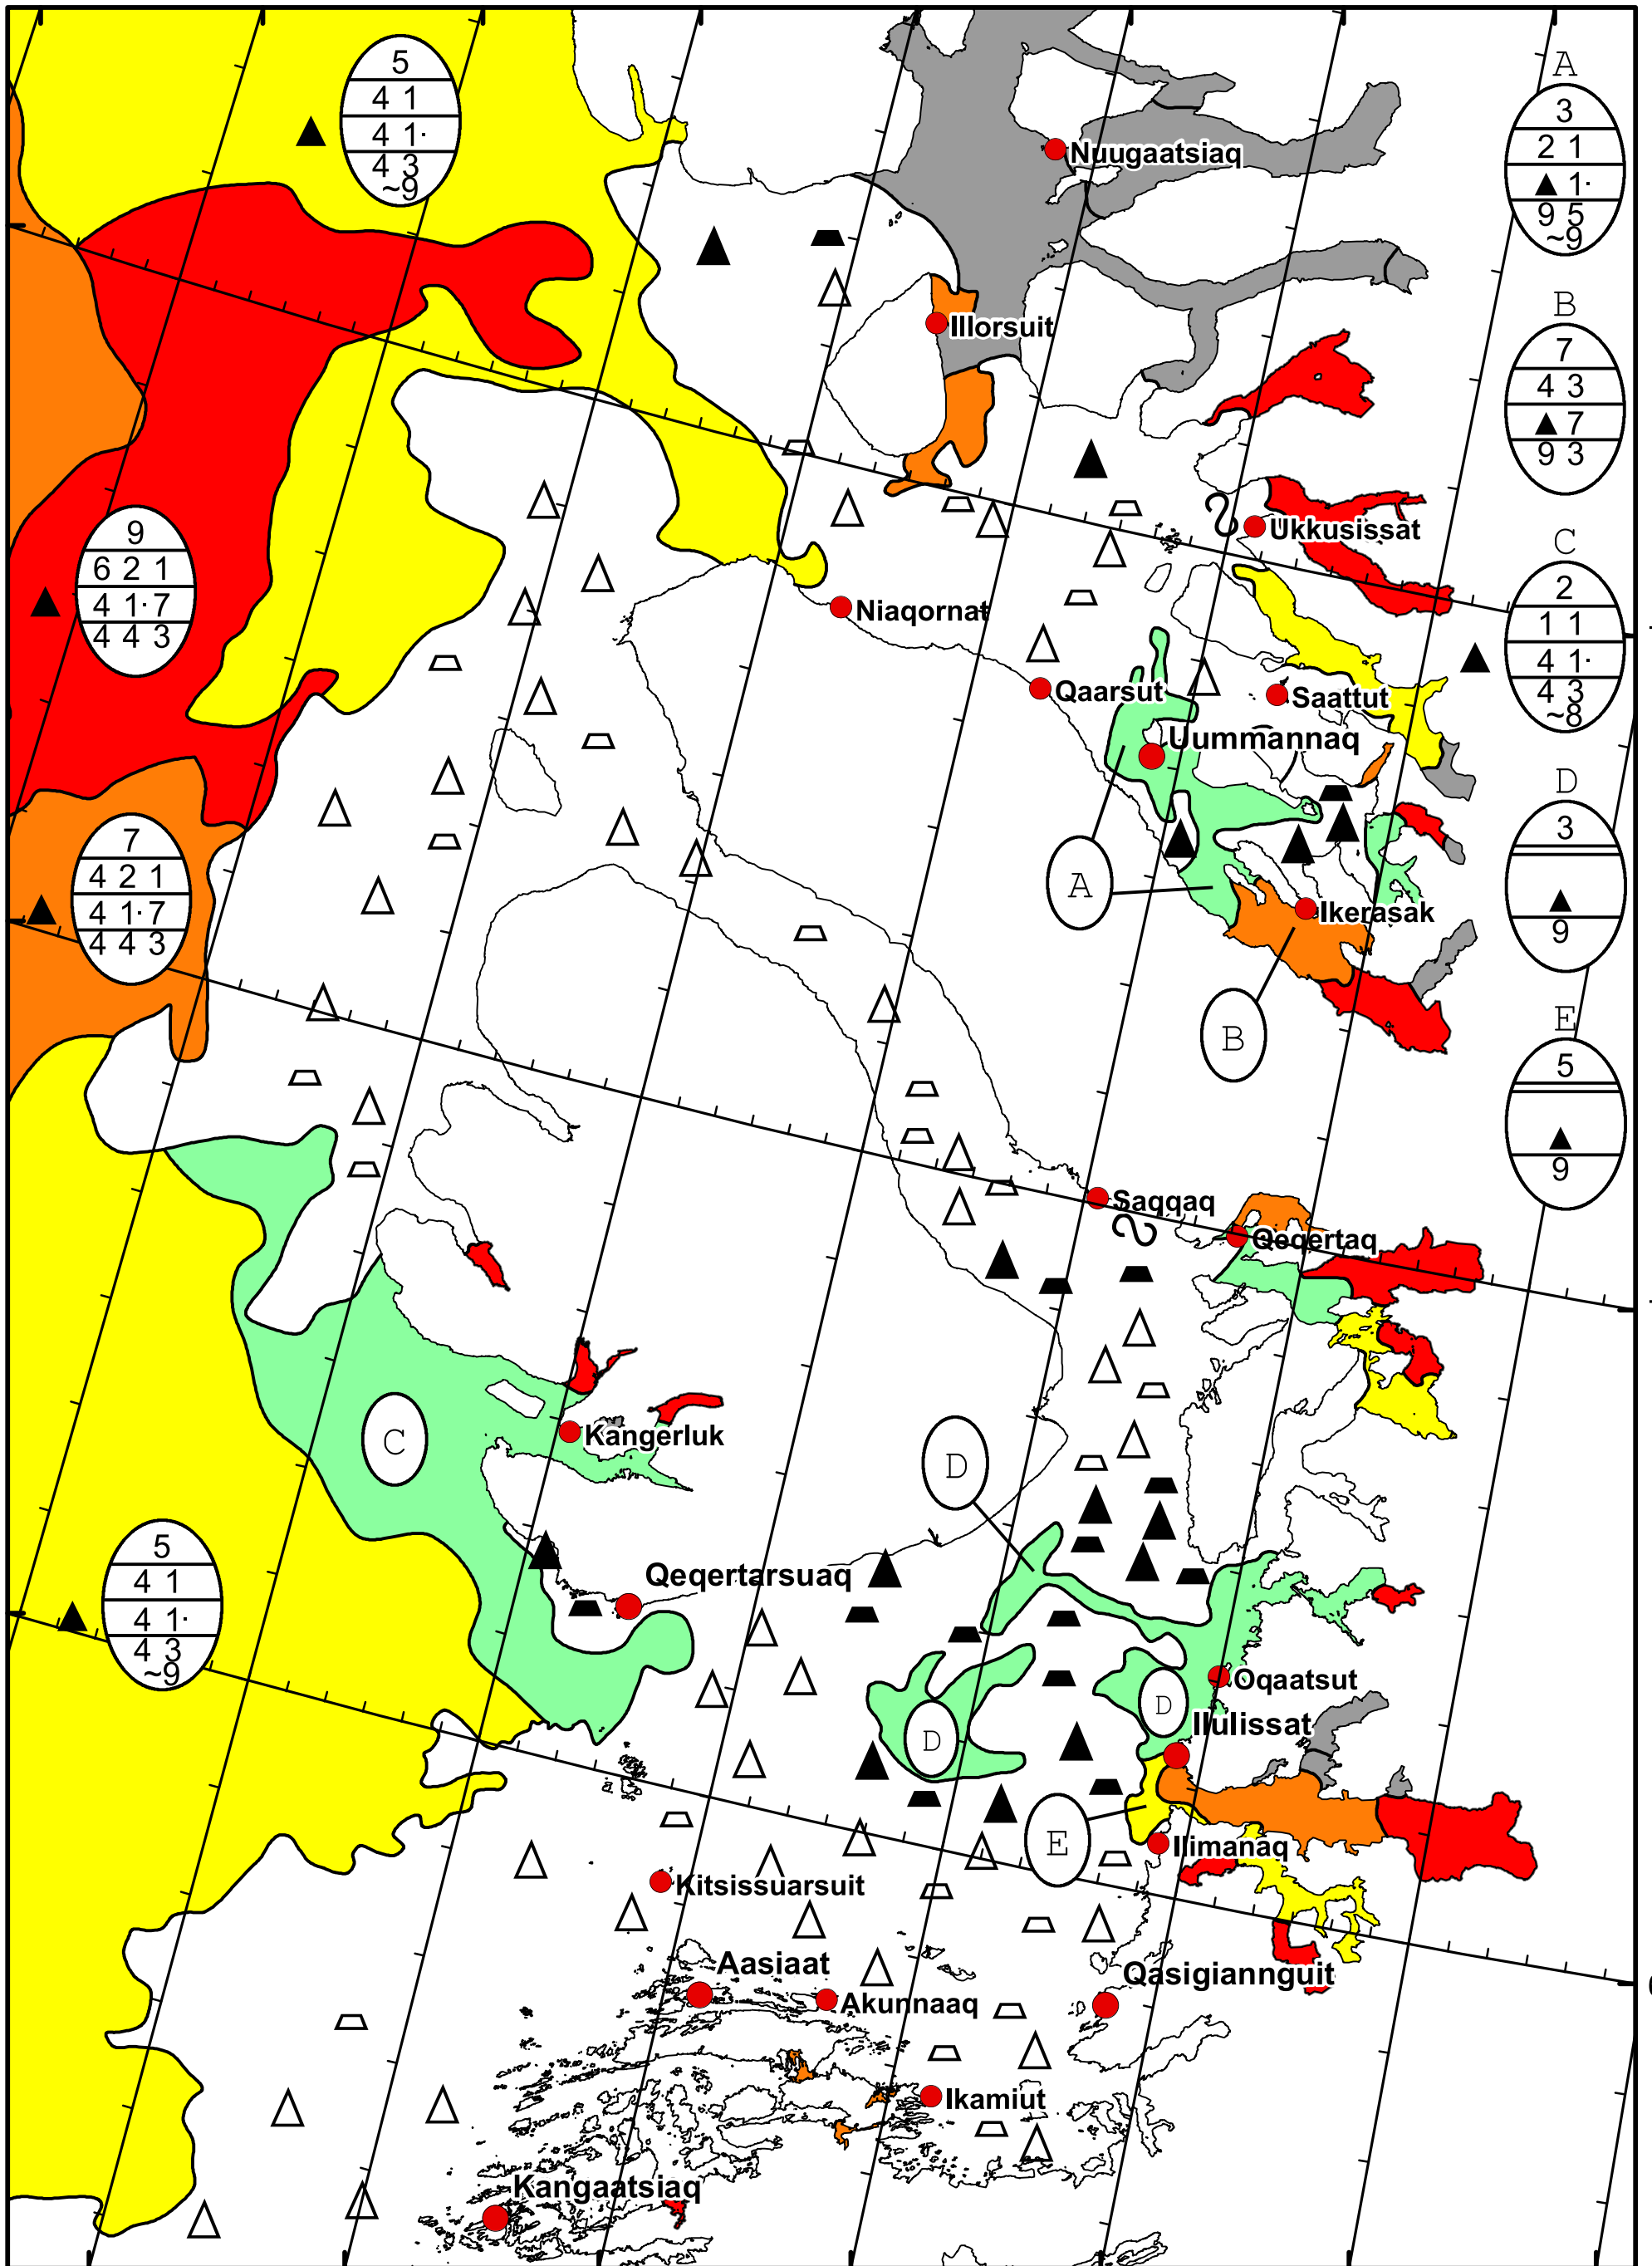 5
4 1
4 1·
4 3
~9
A
3
2 1
▲ 1·
9 5
~9
Nuugaatsiaq
B
7
4 3
▲ 7
9 3
Illorsuit
9
6 2 1
4 1· 7
4 4 3
Ukkusissat
C
2
1 1
4 1·
4 3
~8
Niaqornat
Qaarsut
Saattut
Uummannaq
D
3
▲
9
7
4 2 1
4 1· 7
4 4 3
A
Ikerasak
B
E
5
▲
9
Saqqaq
Qeqertaq
C
Kangerluk
D
5
4 1
4 1·
4 3
~9
Qeqertarsuaq
Oqaatsut
D
D
Ilulissat
E
Ilimanaq
Kitsissuarsuit
Aasiaat
Akunnaaq
Qasigiannguit
Ikamiut
Kangaatsiaq